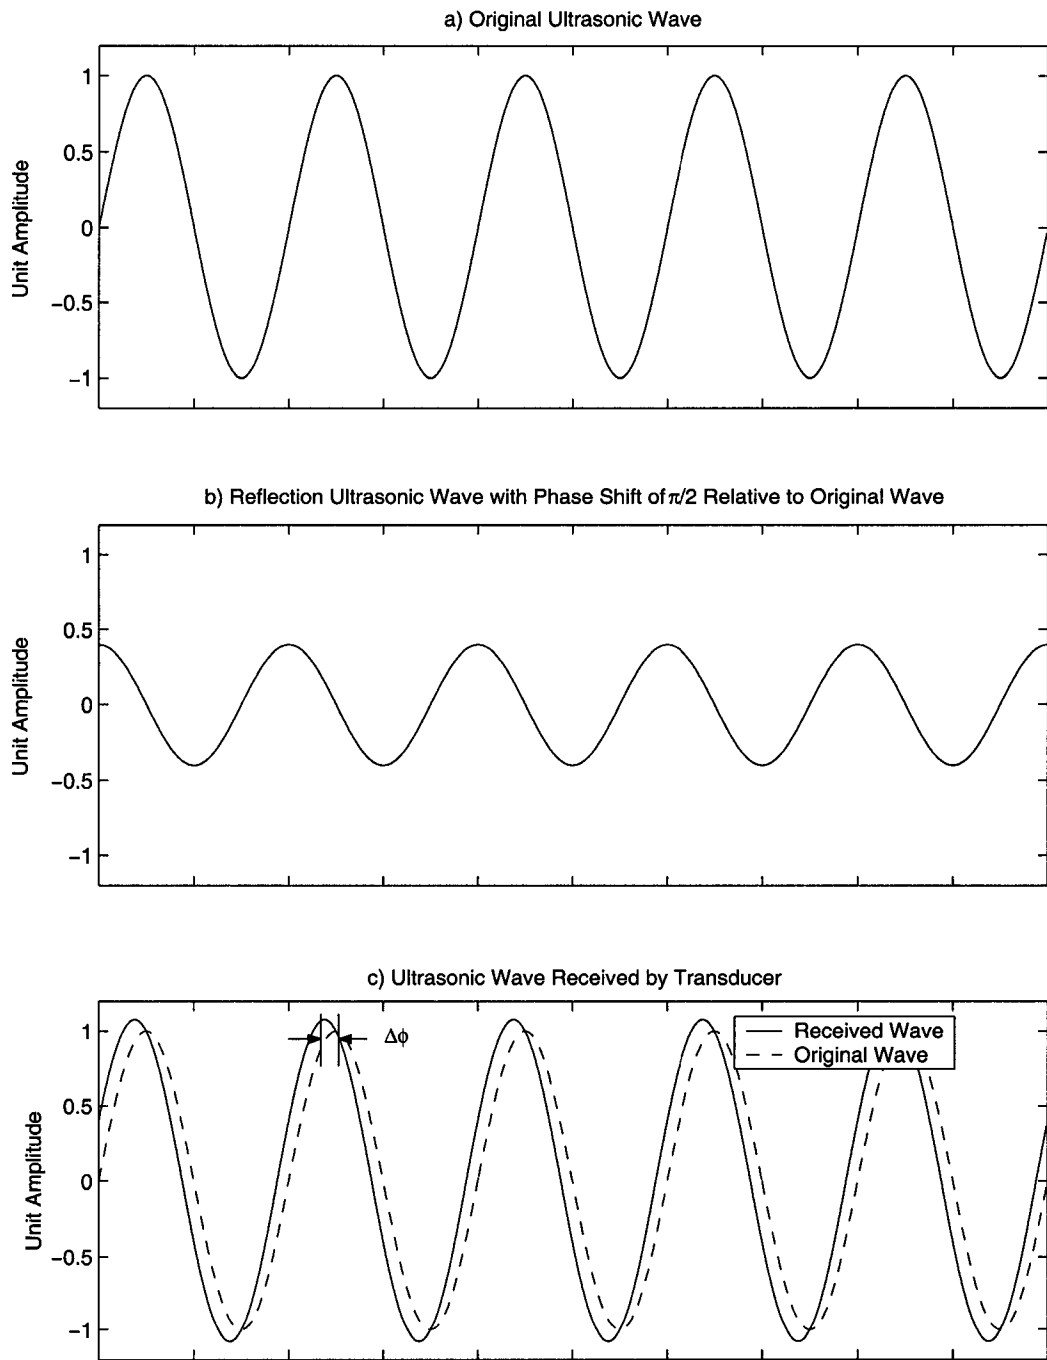 a) Original Ultrasonic Wave
1
0.5
0
−0.5
−1
Unit Amplitude
b) Reflection Ultrasonic Wave with Phase Shift of π/2 Relative to Original Wave
1
0.5
0
−0.5
−1
Unit Amplitude
c) Ultrasonic Wave Received by Transducer
1
0.5
0
−0.5
−1
Unit Amplitude
Δϕ
Received Wave
Original Wave